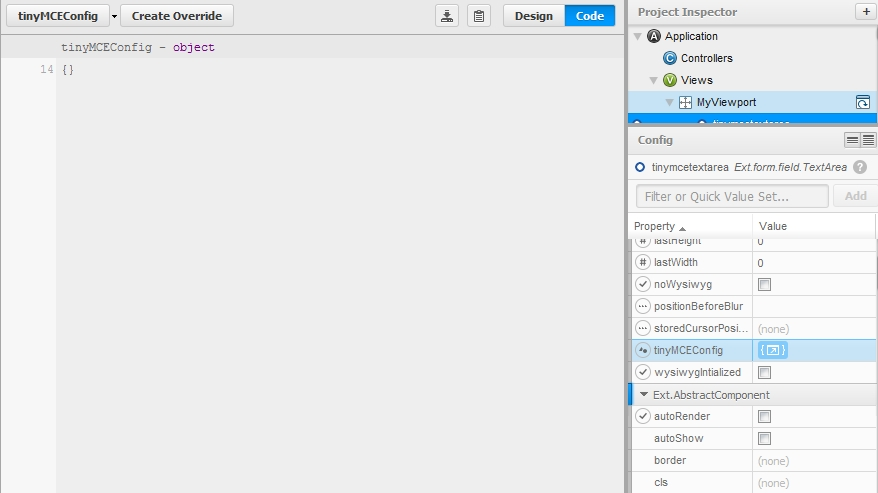 tinyMCEConfig Create Override Design Code
tinyMCEConfig - object
14 {}
Project Inspector +
A Application
C Controllers
V Views
MyViewport
tinymcetextarea
Config
tinymcetextarea Ext.form.field.TextArea ?
Filter or Quick Value Set... Add
Property Value
# lastHeight 0
# lastWidth 0
noWysiwyg
positionBeforeBlur
storedCursorPosi... (none)
tinyMCEConfig { }
wysiwygIntialized
Ext.AbstractComponent
autoRender
autoShow
border (none)
cls (none)